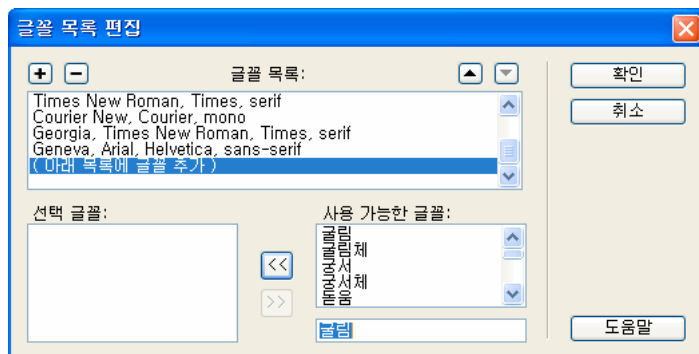 글꼴 목록 편집
글꼴 목록:
확인
취소
Times New Roman, Times, serif
Courier New, Courier, mono
Georgia, Times New Roman, Times, serif
Geneva, Arial, Helvetica, sans-serif
( 아래 목록에 글꼴 추가 )
선택 글꼴:
사용 가능한 글꼴:
굴림
굴림체
궁서
궁서체
돋움
<<
>>
굴림
도움말